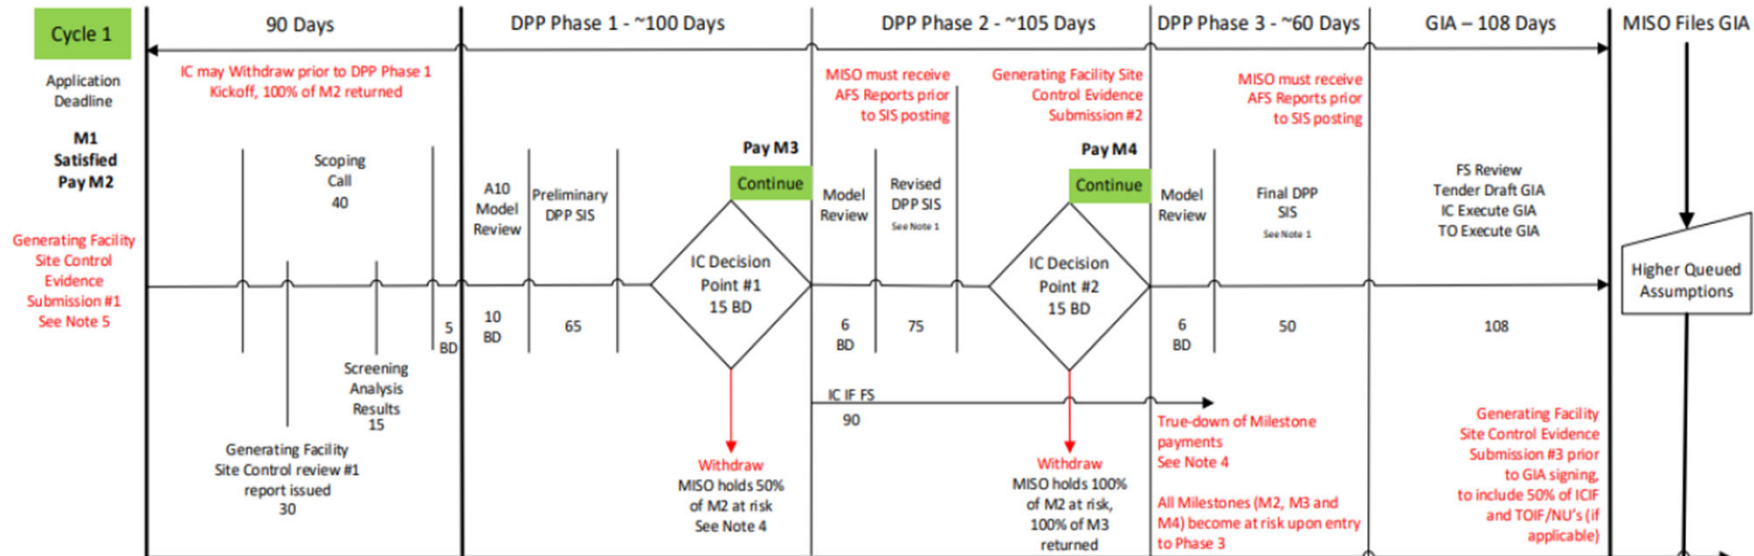 Cycle 1
90 Days
DPP Phase 1 - ~100 Days
DPP Phase 2 - ~105 Days
DPP Phase 3 - ~60 Days
GIA – 108 Days
MISO Files GIA
Application
Deadline
M1
Satisfied
Pay M2
Generating Facility
Site Control
Evidence
Submission #1
See Note 5
IC may Withdraw prior to DPP Phase 1
Kickoff, 100% of M2 returned
Scoping
Call
40
5
BD
Screening
Analysis
Results
15
Generating Facility
Site Control review #1
report issued
30
A10
Model
Review
10
BD
Preliminary
DPP SIS
65
Pay M3
Continue
IC Decision
Point #1
15 BD
Withdraw
MISO holds 50%
of M2 at risk
See Note 4
MISO must receive
AFS Reports prior
to SIS posting
Model
Review
6
BD
Revised
DPP SIS
See Note 1
75
IC IF FS
90
Generating Facility Site
Control Evidence
Submission #2
Pay M4
Continue
IC Decision
Point #2
15 BD
Withdraw
MISO holds 100%
of M2 at risk,
100% of M3
returned
MISO must receive
AFS Reports prior
to SIS posting
Model
Review
6
BD
Final DPP
SIS
See Note 1
50
True-down of Milestone
payments
See Note 4
All Milestones (M2, M3 and
M4) become at risk upon entry
to Phase 3
FS Review
Tender Draft GIA
IC Execute GIA
TO Execute GIA
108
Generating Facility
Site Control Evidence
Submission #3 prior
to GIA signing,
to include 50% of ICIF
and TOIF/NU's (if
applicable)
Higher Queued
Assumptions